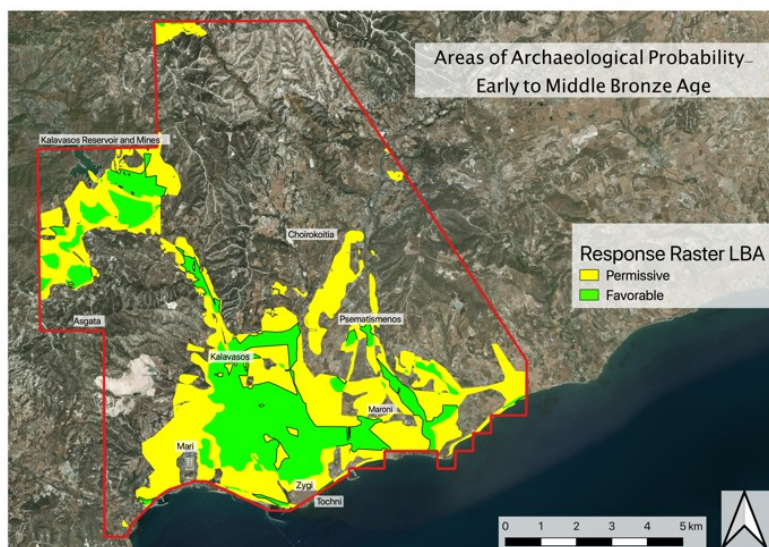 Areas of Archaeological Probability–
Early to Middle Bronze Age
Kalavasos Reservoir and Mines
Choirokoitia
Response Raster LBA
Permissive
Favorable
Asgata
Psematismenos
Kalavasos
Maroni
Mari
Zygi
Tochni
0 1 2 3 4 5 km